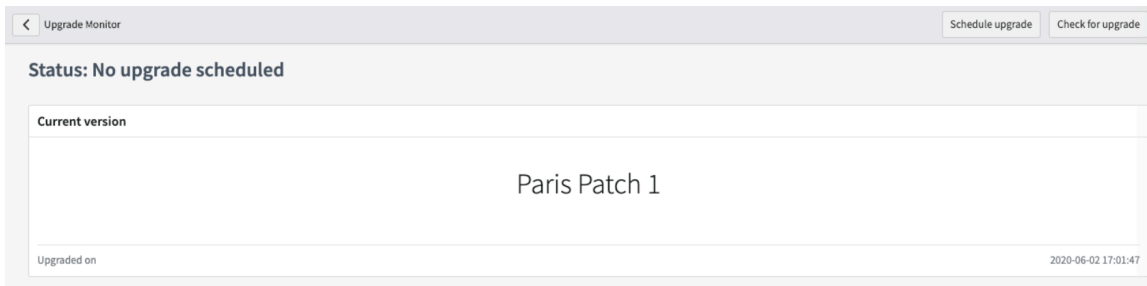 Upgrade Monitor Schedule upgrade Check for upgrade
Status: No upgrade scheduled
Current version
Paris Patch 1
Upgraded on 2020-06-02 17:01:47